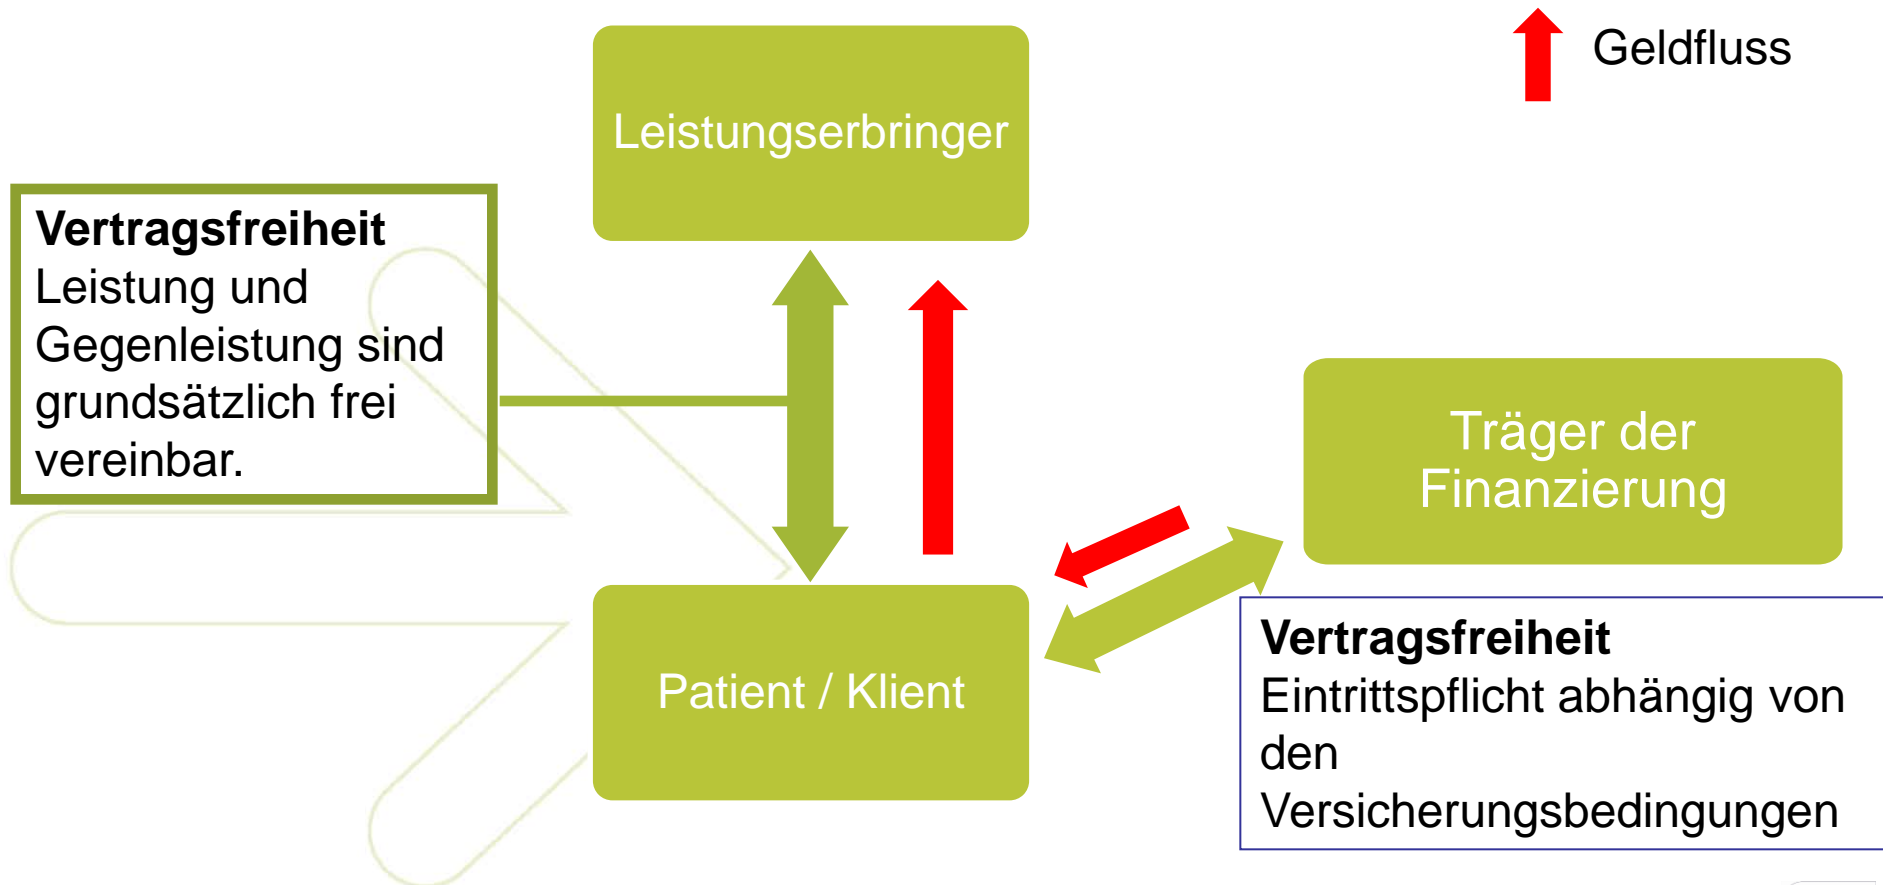 Geldfluss
Leistungserbringer
Vertragsfreiheit
Leistung und
Gegenleistung sind
grundsätzlich frei
vereinbar.
Träger der
Finanzierung
Patient / Klient
Vertragsfreiheit
Eintrittspflicht abhängig von
den
Versicherungsbedingungen